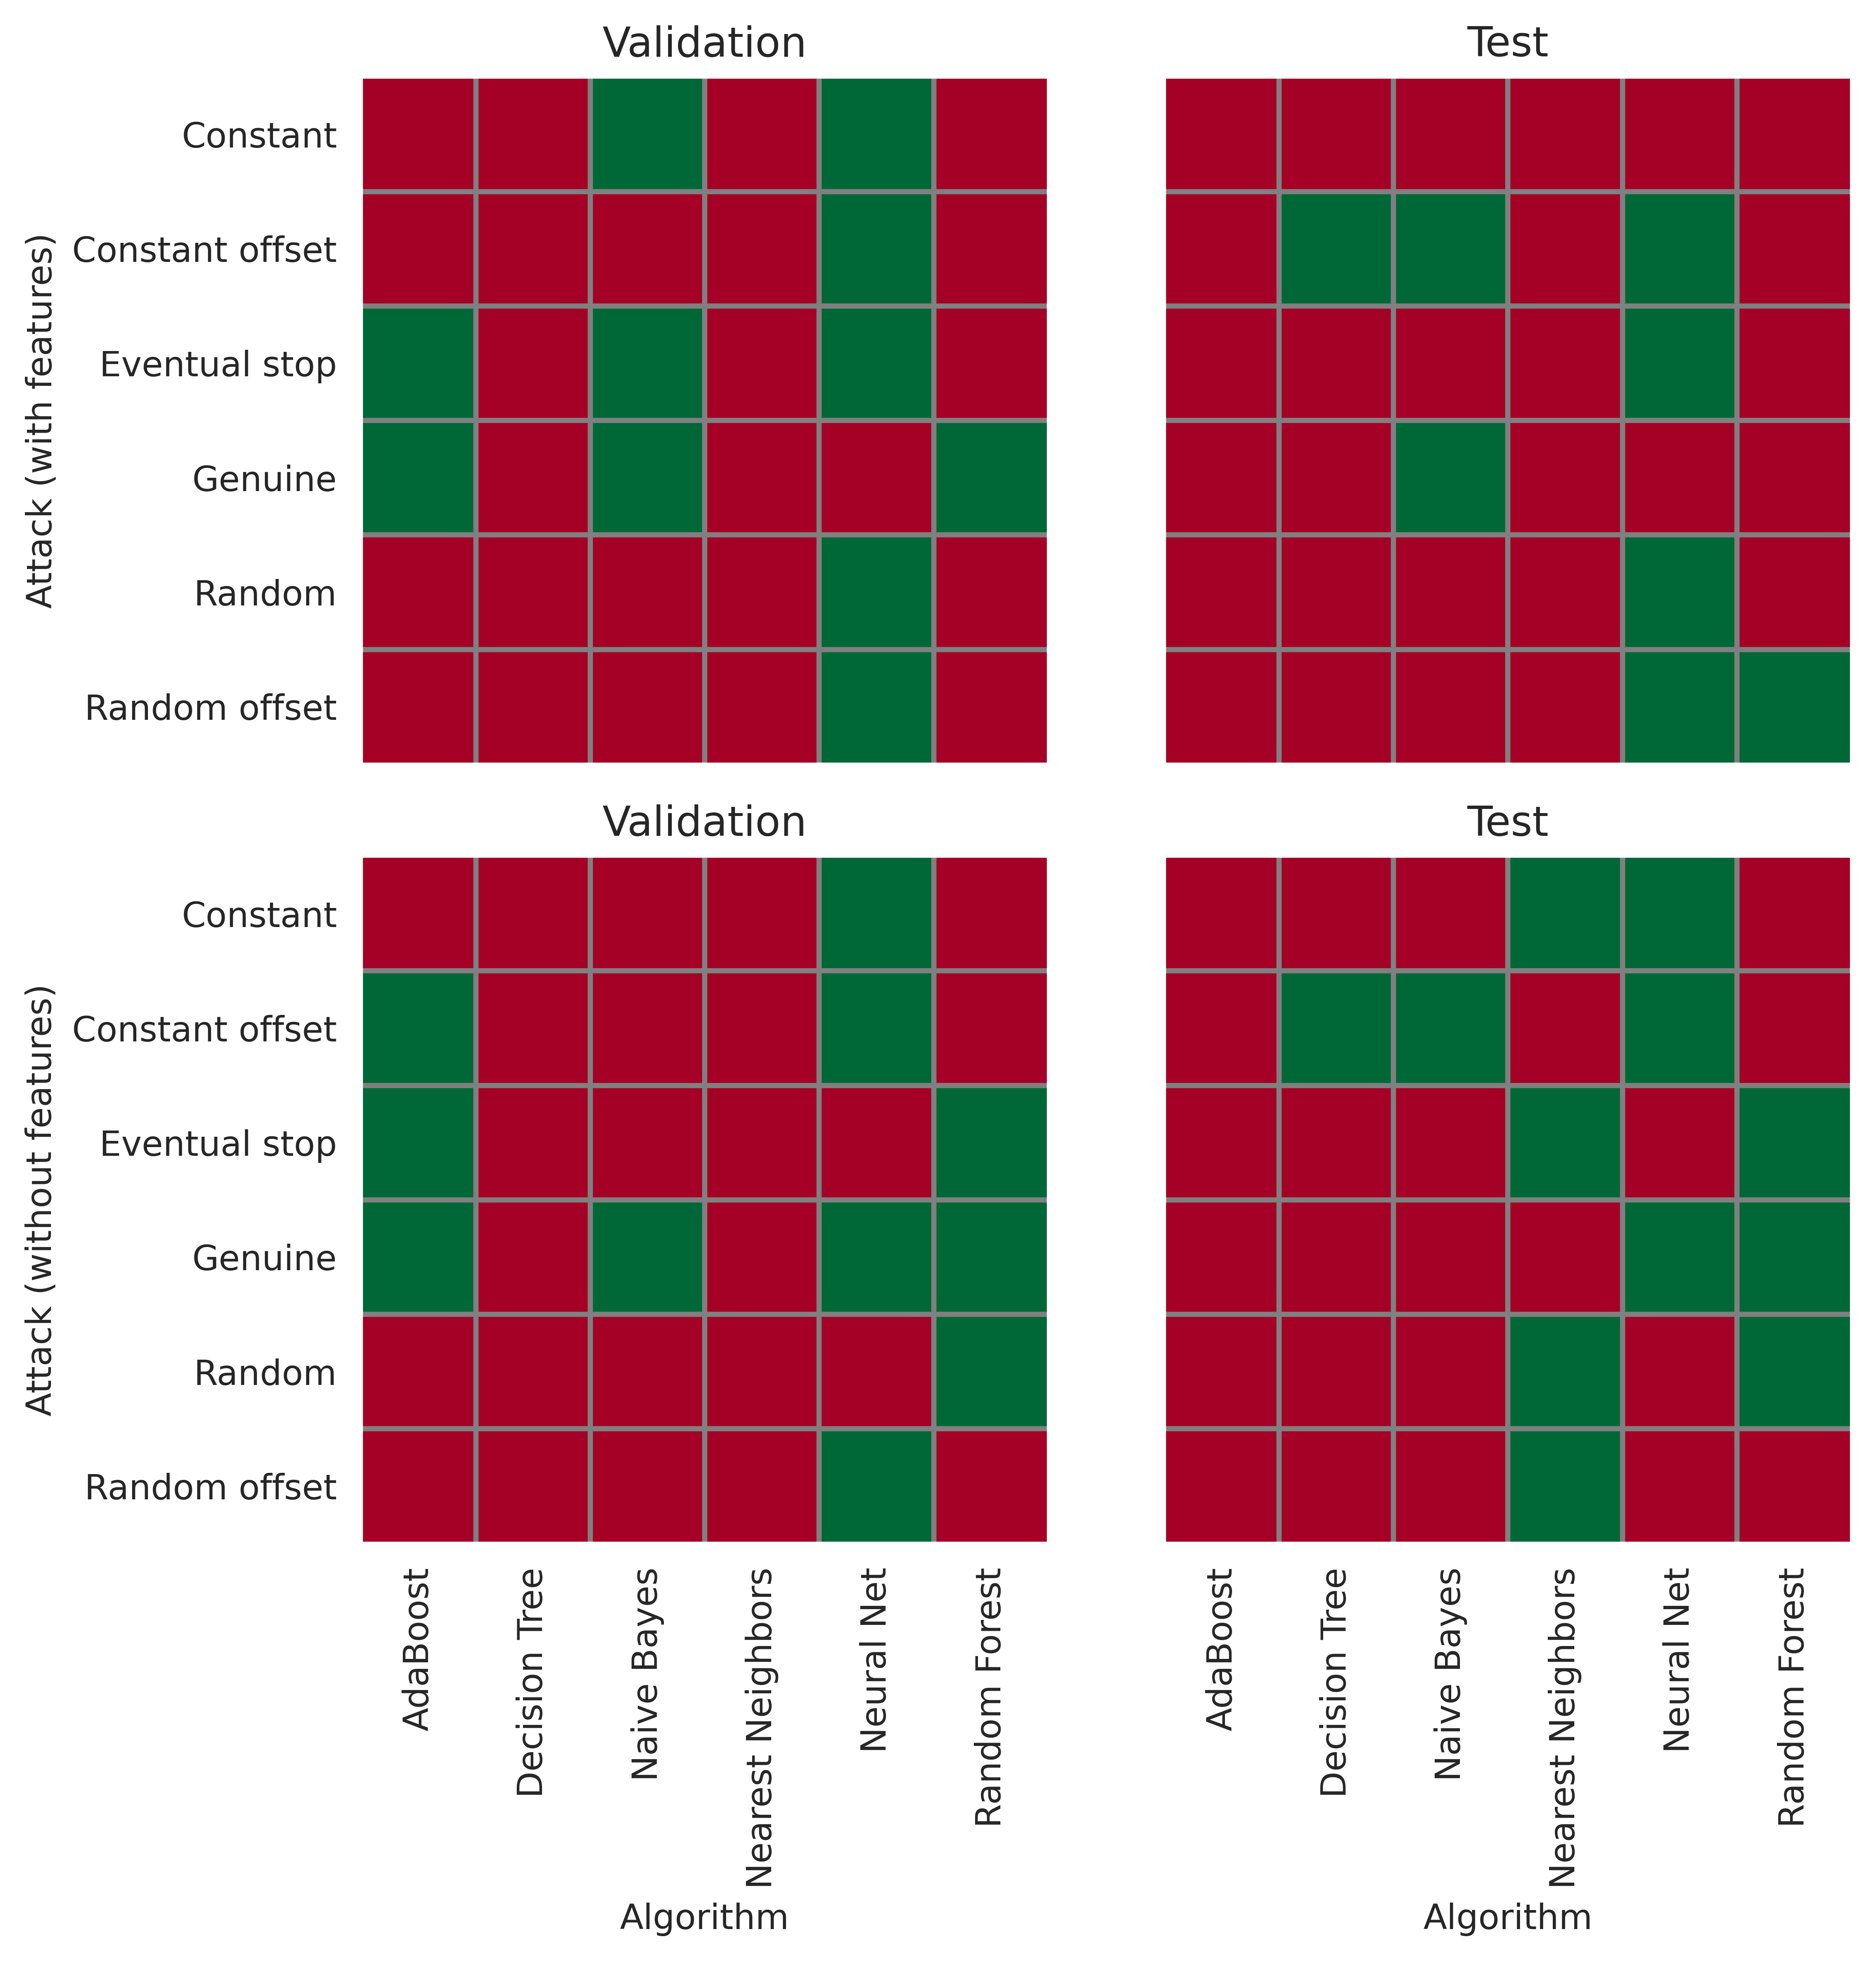 Validation
Test
Attack (with features)
Constant
Constant offset
Eventual stop
Genuine
Random
Random offset
Validation
Test
Attack (without features)
Constant
Constant offset
Eventual stop
Genuine
Random
Random offset
AdaBoost
Decision Tree
Naive Bayes
Nearest Neighbors
Neural Net
Random Forest
Algorithm
AdaBoost
Decision Tree
Naive Bayes
Nearest Neighbors
Neural Net
Random Forest
Algorithm